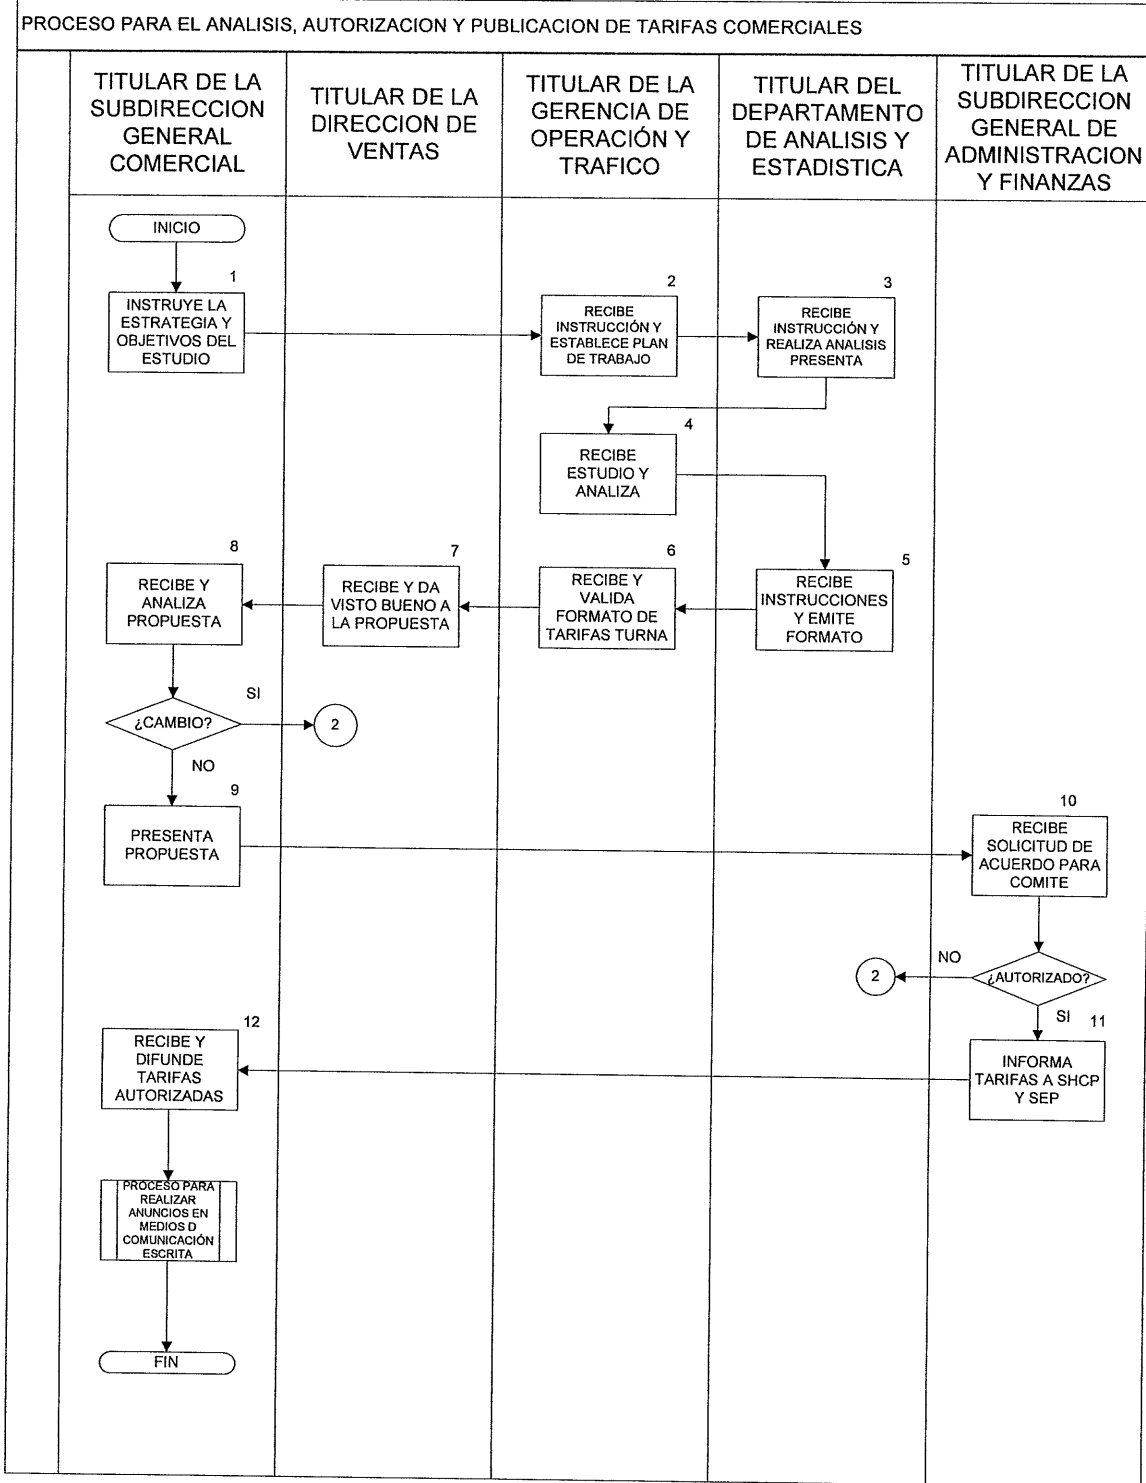 PROCESO PARA EL ANALISIS, AUTORIZACION Y PUBLICACION DE TARIFAS COMERCIALES
TITULAR DE LA
SUBDIRECCION
GENERAL
COMERCIAL
TITULAR DE LA
DIRECCION DE
VENTAS
TITULAR DE LA
GERENCIA DE
OPERACIÓN Y
TRAFICO
TITULAR DEL
DEPARTAMENTO
DE ANALISIS Y
ESTADISTICA
TITULAR DE LA
SUBDIRECCION
GENERAL DE
ADMINISTRACION
Y FINANZAS
INICIO
1
INSTRUYE LA
ESTRATEGIA Y
OBJETIVOS DEL
ESTUDIO
2
RECIBE
INSTRUCCIÓN Y
ESTABLECE PLAN
DE TRABAJO
3
RECIBE
INSTRUCCIÓN Y
REALIZA ANALISIS
PRESENTA
4
RECIBE
ESTUDIO Y
ANALIZA
5
RECIBE
INSTRUCCIONES
Y EMITE
FORMATO
6
RECIBE Y
VALIDA
FORMATO DE
TARIFAS TURNA
7
RECIBE Y DA
VISTO BUENO A
LA PROPUESTA
8
RECIBE Y
ANALIZA
PROPUESTA
¿CAMBIO?
SI
2
NO
9
PRESENTA
PROPUESTA
10
RECIBE
SOLICITUD DE
ACUERDO PARA
COMITE
¿AUTORIZADO?
NO
2
SI
11
INFORMA
TARIFAS A SHCP
Y SEP
12
RECIBE Y
DIFUNDE
TARIFAS
AUTORIZADAS
PROCESO PARA
REALIZAR
ANUNCIOS EN
MEDIOS D
COMUNICACIÓN
ESCRITA
FIN